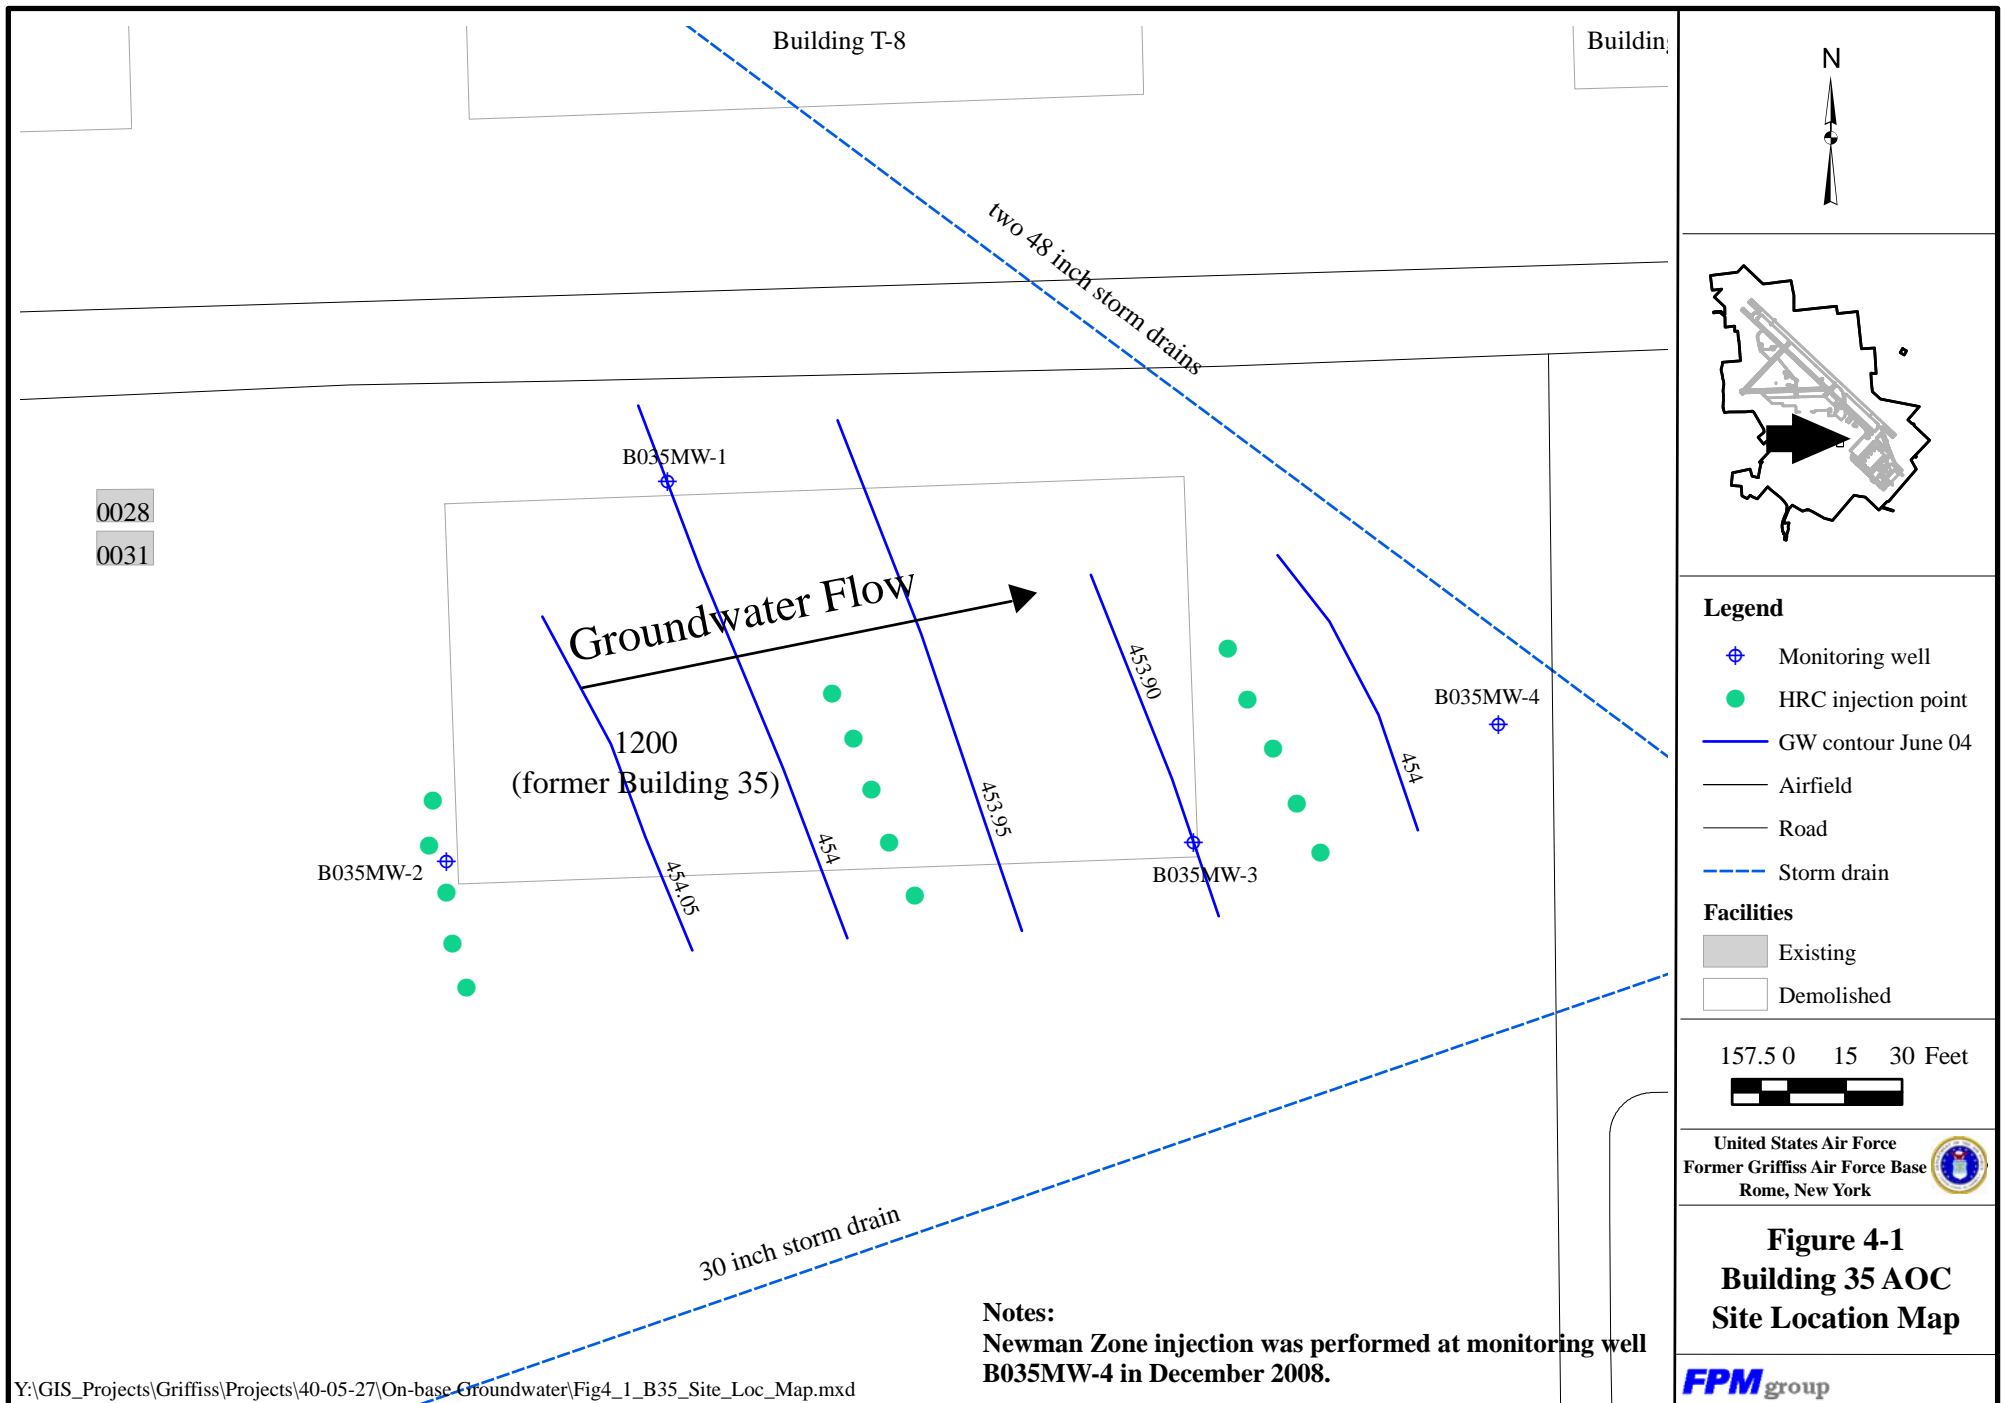 Building T-8
Building
two 48 inch storm drains
B035MW-1
0028
0031
Groundwater Flow
453.90
B035MW-4
1200
(former Building 35)
454
453.95
454
B035MW-2
454.05
B035MW-3
30 inch storm drain
Notes:
Newman Zone injection was performed at monitoring well
B035MW-4 in December 2008.
Y:\GIS_Projects\Griffiss\Projects\40-05-27\On-base Groundwater\Fig4_1_B35_Site_Loc_Map.mxd
N
Legend
Monitoring well
HRC injection point
GW contour June 04
Airfield
Road
Storm drain
Facilities
Existing
Demolished
157.5 0 15 30 Feet
United States Air Force
Former Griffiss Air Force Base
Rome, New York
Figure 4-1
Building 35 AOC
Site Location Map
FPM group